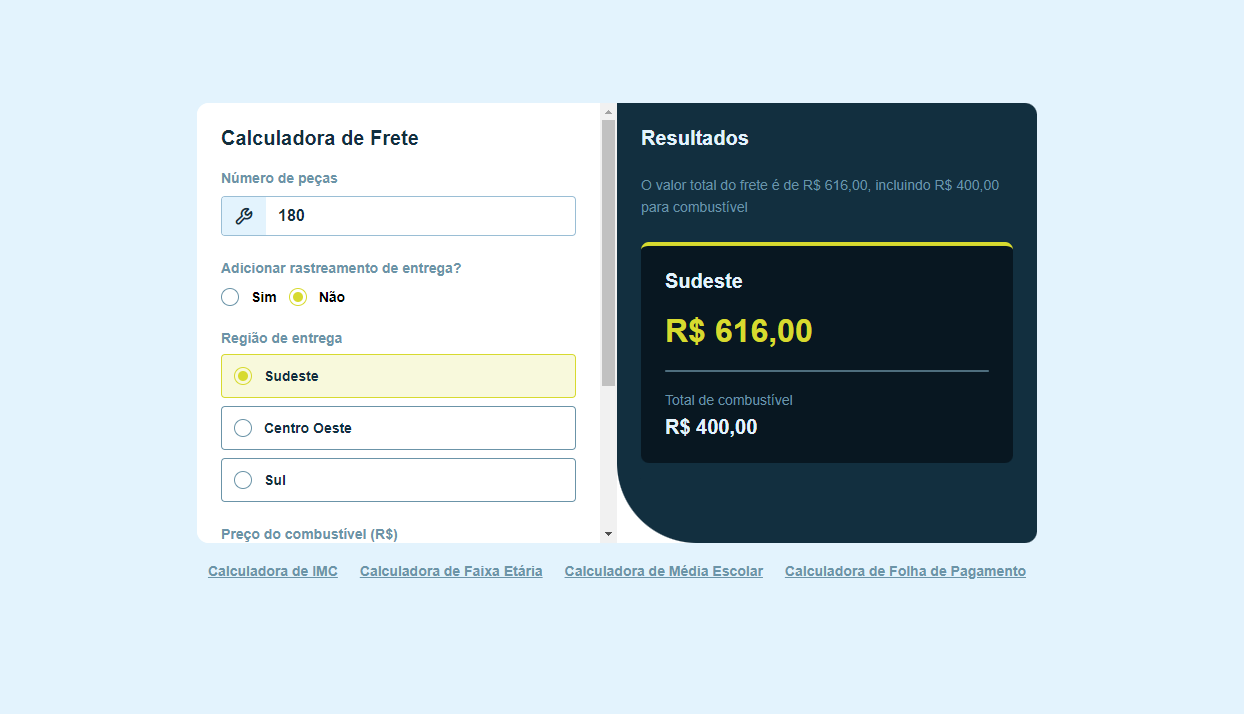 Calculadora de Frete
Número de peças
180
Adicionar rastreamento de entrega?
Sim Não
Região de entrega
Sudeste
Centro Oeste
Sul
Preço do combustível (R$)
Resultados
O valor total do frete é de R$ 616,00, incluindo R$ 400,00
para combustível
Sudeste
R$ 616,00
Total de combustível
R$ 400,00
Calculadora de IMC Calculadora de Faixa Etária Calculadora de Média Escolar Calculadora de Folha de Pagamento